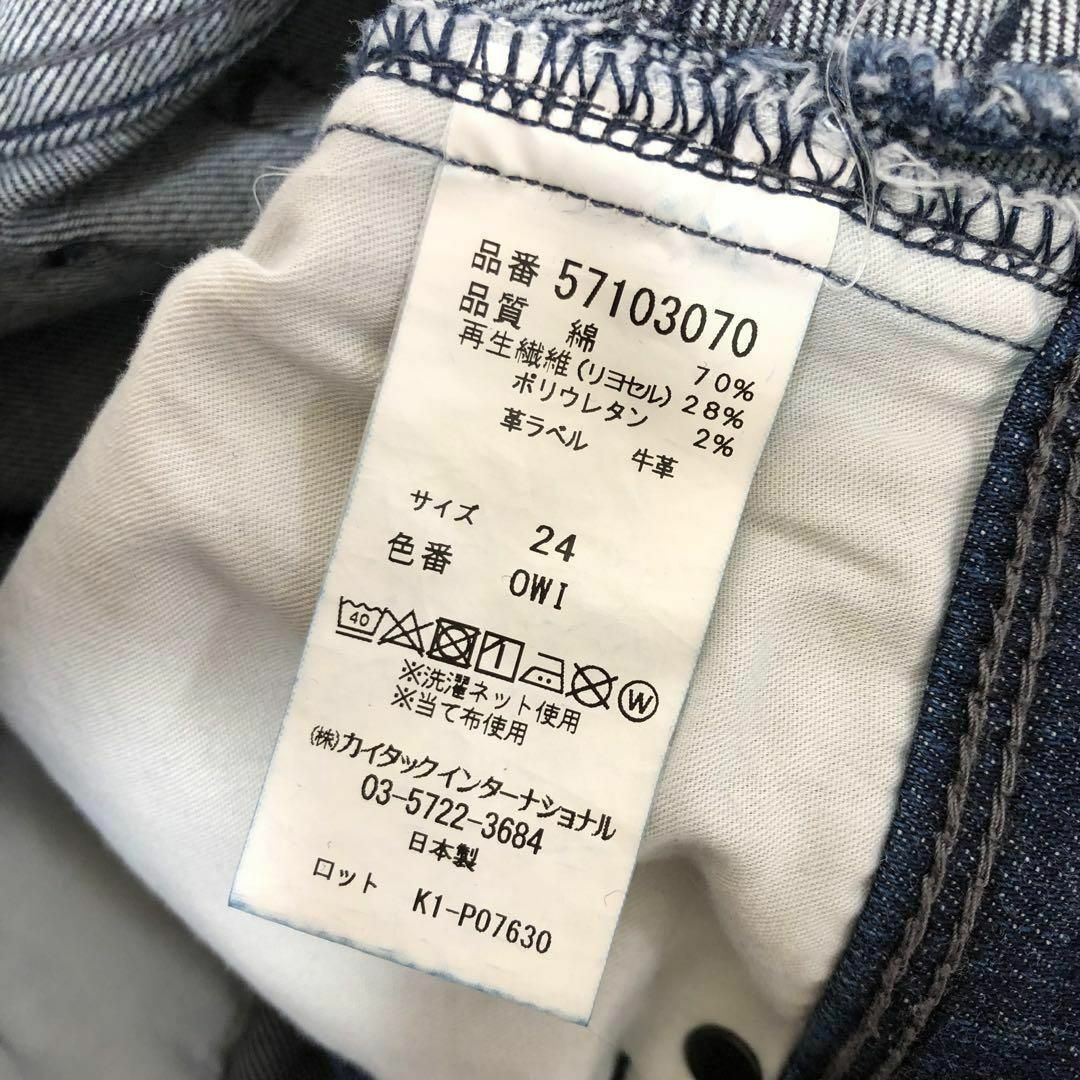 品番 57103070
品質 綿 70%
再生繊維(リヨセル) 28%
ポリウレタン 2%
革ラベル 牛革
サイズ 24
色番 OWI
40 W
※洗濯ネット使用
※当て布使用
(株)カイタックインターナショナル
03-5722-3684
日本製
ロット K1-P07630